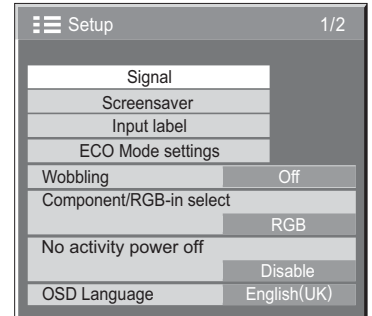 Setup 1/2
Signal
Screensaver
Input label
ECO Mode settings
Wobbling Off
Component/RGB-in select
RGB
No activity power off
Disable
OSD Language English(UK)